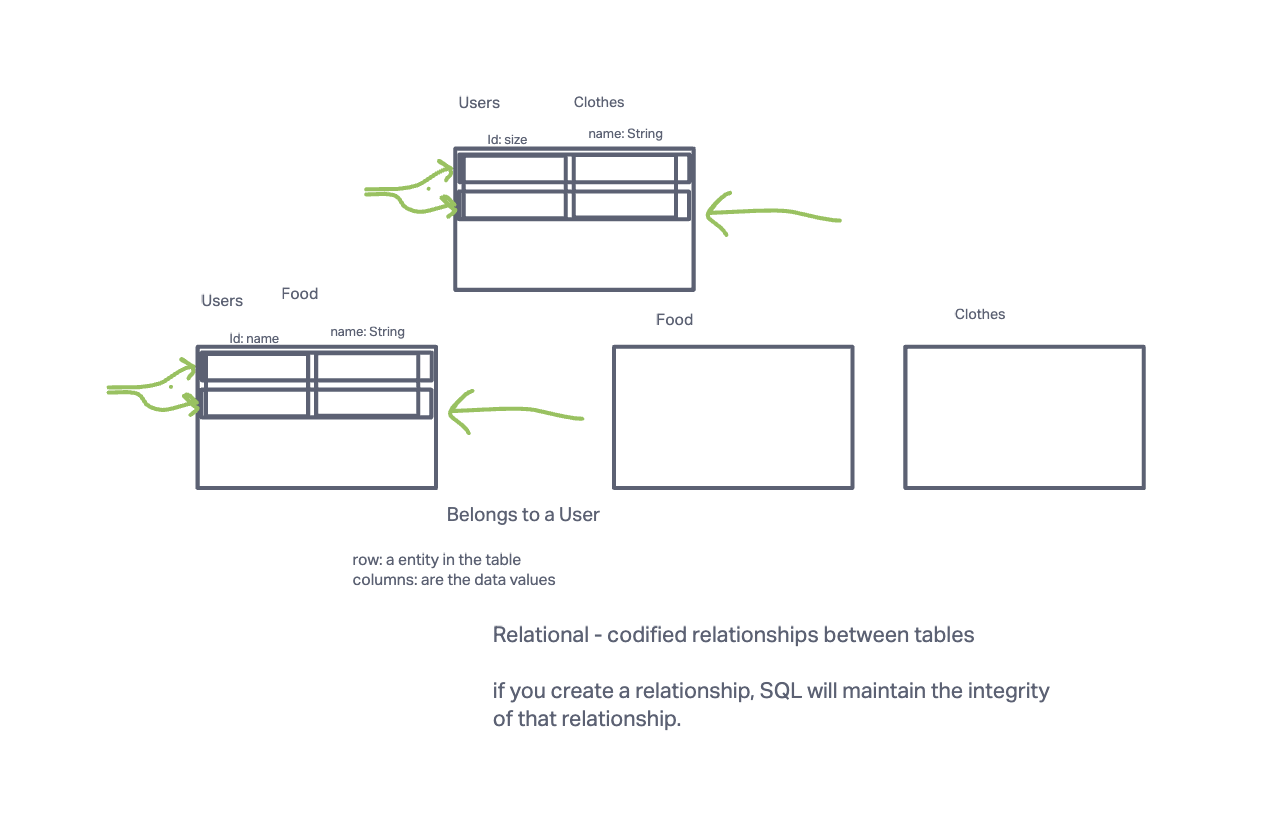 Users
Clothes
Id: size
name: String
Users
Food
Id: name
name: String
Food
Clothes
Belongs to a User
row: a entity in the table
columns: are the data values
Relational - codified relationships between tables
if you create a relationship, SQL will maintain the integrity
of that relationship.